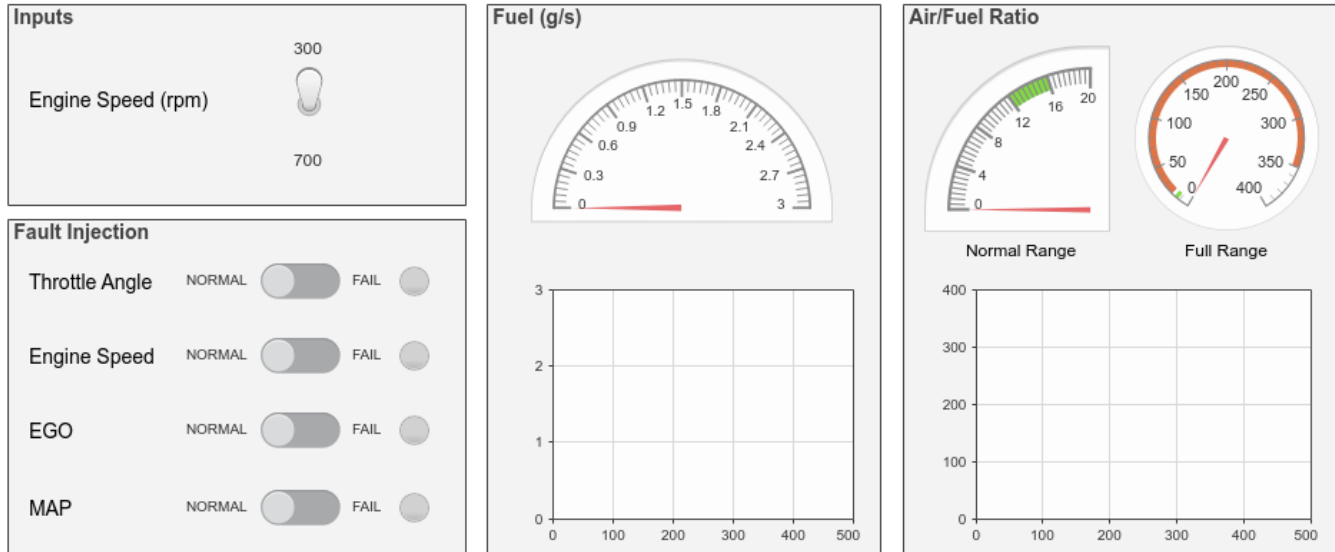 Inputs
300
Engine Speed (rpm)
700
Fault Injection
Throttle Angle NORMAL FAIL
Engine Speed NORMAL FAIL
EGO NORMAL FAIL
MAP NORMAL FAIL
Fuel (g/s)
0 0.3 0.6 0.9 1.2 1.5 1.8 2.1 2.4 2.7 3
3
2
1
0
0 100 200 300 400 500
Air/Fuel Ratio
0 4 8 12 16 20
Normal Range
0 50 100 150 200 250 300 350 400
Full Range
400
300
200
100
0
0 100 200 300 400 500